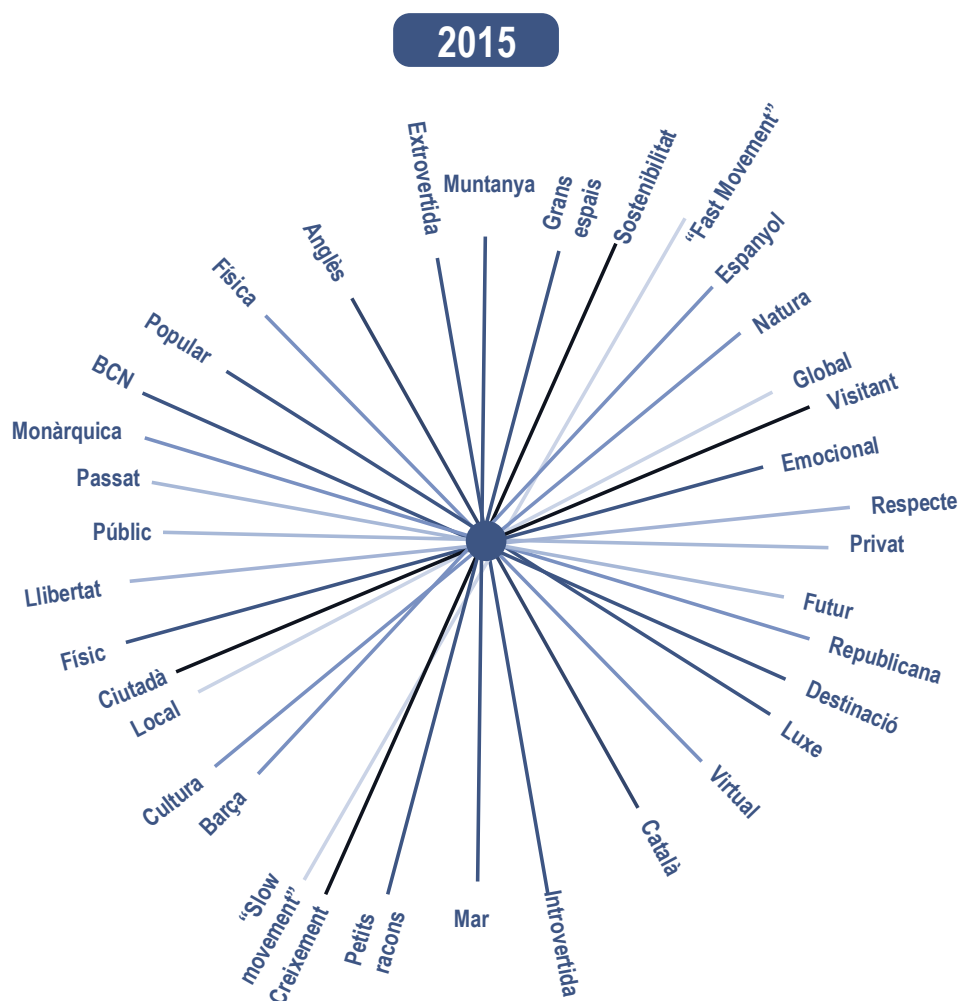 2015
Muntanya
Grans
espais
Sostenibilitat
“Fast Movement”
Espanyol
Natura
Global
Visitant
Emocional
Respecte
Privat
Futur
Republicana
Destinació
Luxe
Virtual
Català
Introvertida
Mar
Petits
racons
Creixement
“Slow
movement”
Barça
Cultura
Local
Ciutadà
Físic
Llibertat
Públic
Passat
Monàrquica
BCN
Popular
Física
Anglès
Extrovertida